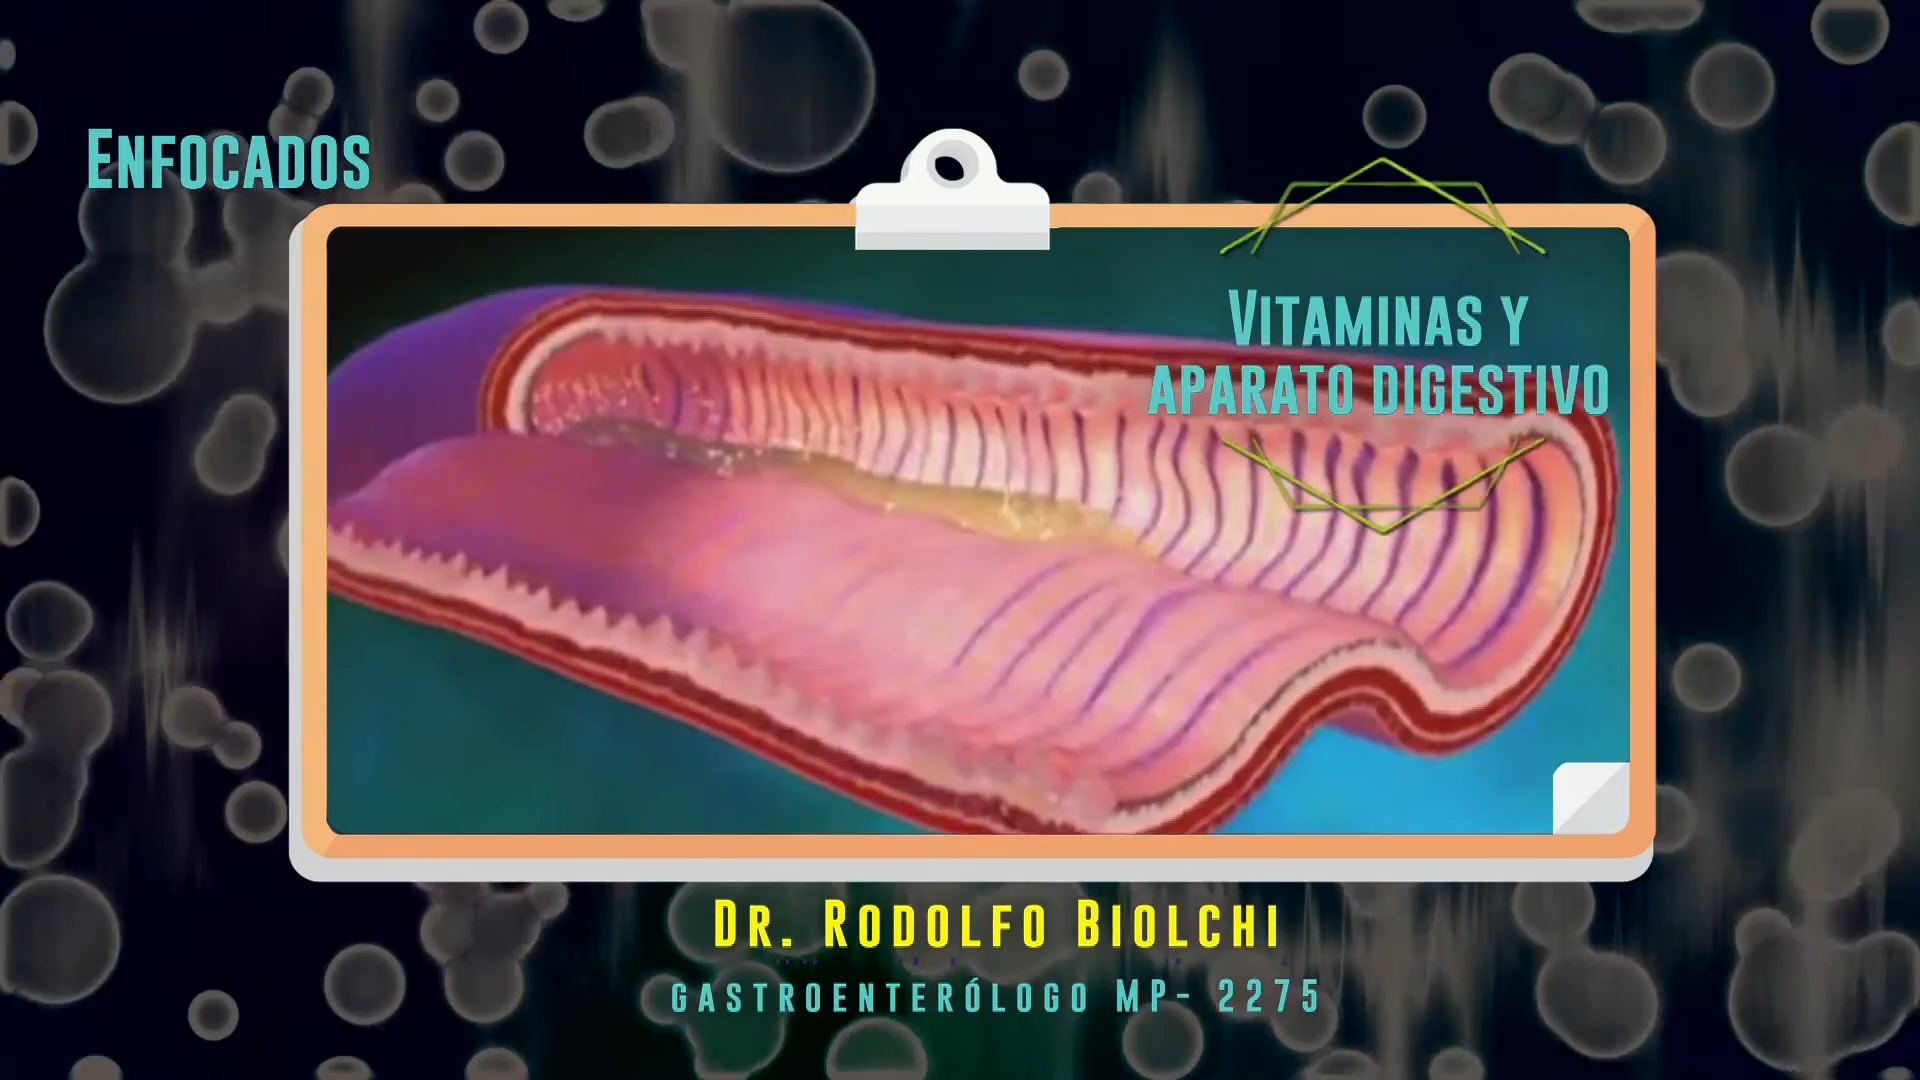 Enfocados
Vitaminas y
aparato digestivo
Dr. Rodolfo Biolchi
gastroenterólogo MP- 2275